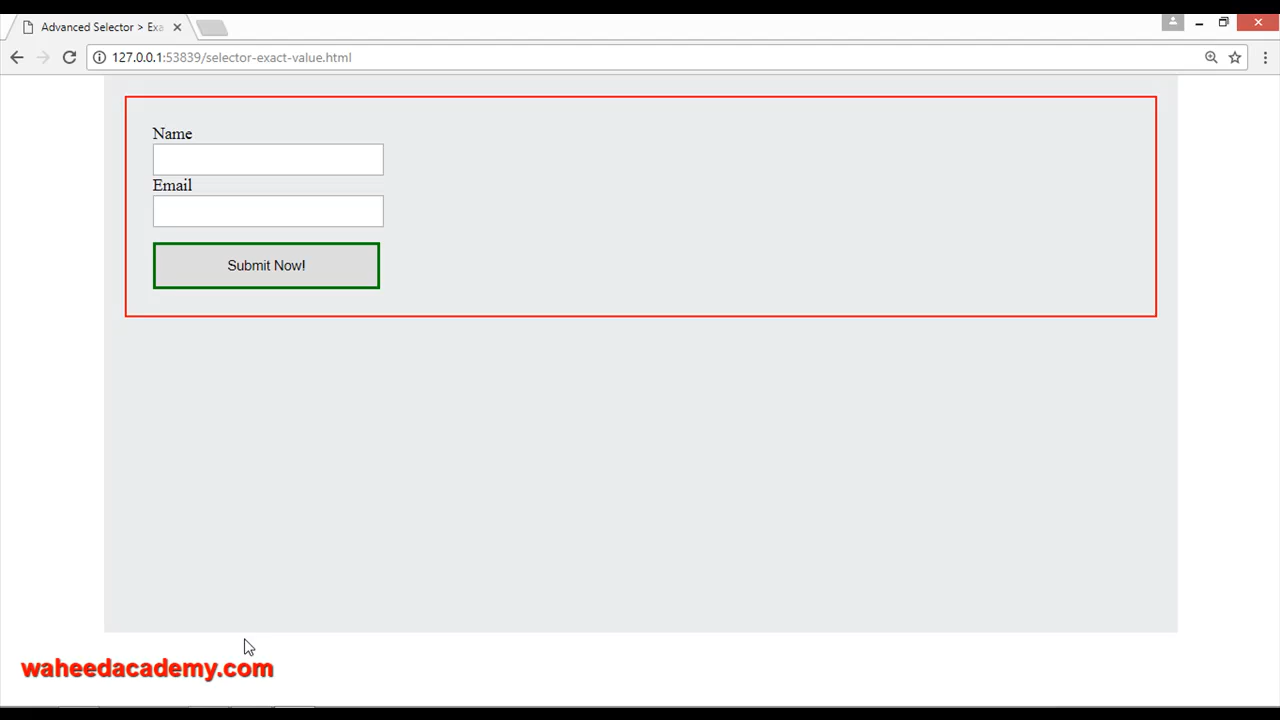 Advanced Selector > Exa
127.0.0.1:53839/selector-exact-value.html
Name
Email
Submit Now!
waheedacademy.com